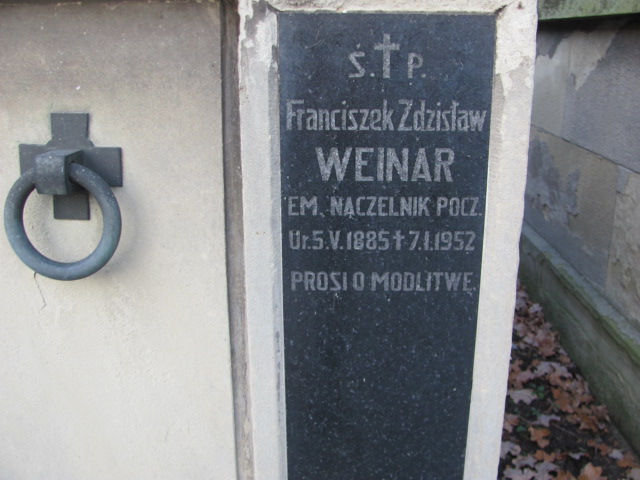 Ś.✝P.
Franciszek Zdzisław
WEINAR
EM. NACZELNIK POCZ.
Ur. 5.V.1885 ✝ 7.I.1952
PROSI O MODLITWE.